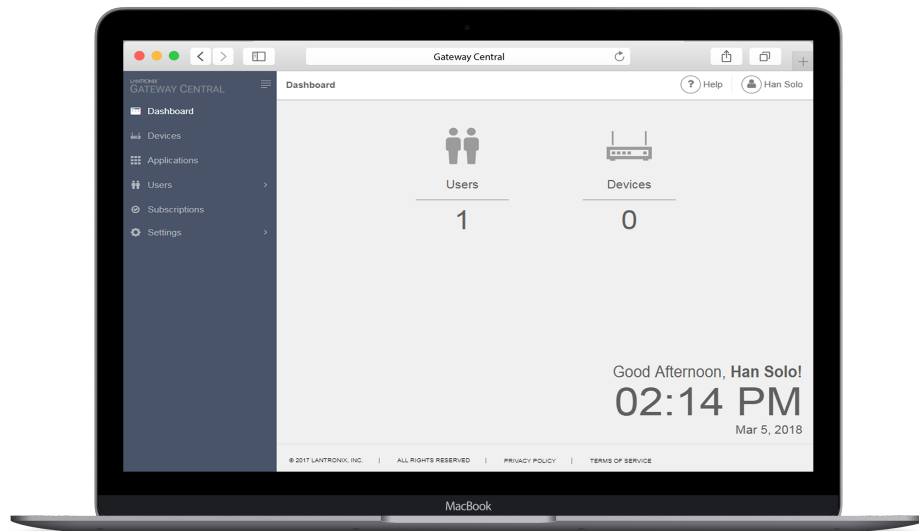 Gateway Central
LANTRONIX
GATEWAY CENTRAL
Dashboard
Devices
Applications
Users
Subscriptions
Settings
Dashboard
? Help
Han Solo
Users
1
Devices
0
Good Afternoon, Han Solo!
02:14 PM
Mar 5, 2018
© 2017 LANTRONIX, INC. | ALL RIGHTS RESERVED | PRIVACY POLICY | TERMS OF SERVICE
MacBook